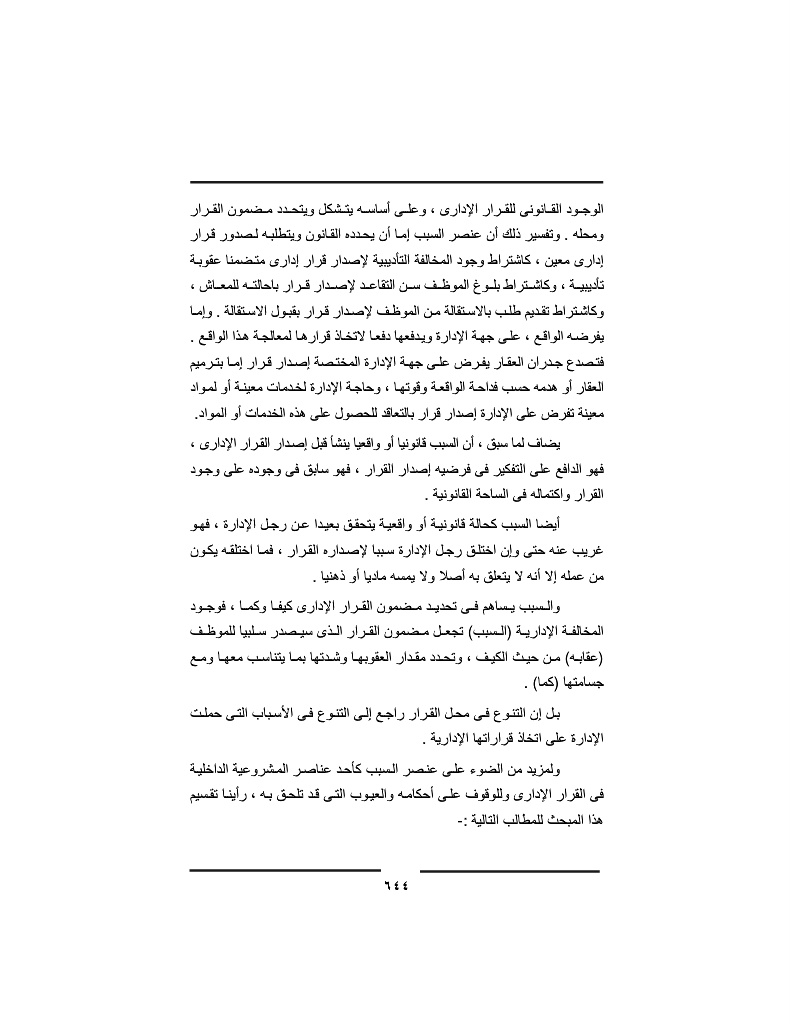 الوجود القانونى للقرار الإدارى ، وعلى أساسه يتشكل ويتحدد مضمون القرار
ومحله . وتفسير ذلك أن عنصر السبب إما أن يحدده القانون ويتطلبه لصدور قرار
إدارى معين ، كاشتراط وجود المخالفة التأديبية لإصدار قرار إدارى متضمنا عقوبة
تأديبية ، وكاشتراط بلوغ الموظف سن التقاعد لإصدار قرار باحالته للمعاش ،
وكاشتراط تقديم طلب بالاستقالة من الموظف لإصدار قرار بقبول الاستقالة . وإما
يفرضه الواقع ، على جهة الإدارة ويدفعها دفعا لاتخاذ قرارها لمعالجة هذا الواقع .
فتصدع جدران العقار يفرض على جهة الإدارة المختصة إصدار قرار إما بترميم
العقار أو هدمه حسب فداحة الواقعة وقوتها ، وحاجة الإدارة لخدمات معينة أو لمواد
معينة تفرض على الإدارة إصدار قرار بالتعاقد للحصول على هذه الخدمات أو المواد.
يضاف لما سبق ، أن السبب قانونيا أو واقعيا ينشأ قبل إصدار القرار الإدارى ،
فهو الدافع على التفكير فى فرضيه إصدار القرار ، فهو سابق فى وجوده على وجود
القرار واكتماله فى الساحة القانونية .
أيضا السبب كحالة قانونية أو واقعية يتحقق بعيدا عن رجل الإدارة ، فهو
غريب عنه حتى وإن اختلق رجل الإدارة سببا لإصداره القرار ، فما اختلقه يكون
من عمله إلا أنه لا يتعلق به أصلا ولا يمسه ماديا أو ذهنيا .
والسبب يساهم فى تحديد مضمون القرار الإدارى كيفا وكما ، فوجود
المخالفة الإدارية (السبب) تجعل مضمون القرار الذى سيصدر سلبيا للموظف
(عقابه) من حيث الكيف ، وتحدد مقدار العقوبها وشدتها بما يتناسب معها ومع
جسامتها (كما) .
بل إن التنوع فى محل القرار راجع إلى التنوع فى الأسباب التى حملت
الإدارة على اتخاذ قراراتها الإدارية .
ولمزيد من الضوء على عنصر السبب كأحد عناصر المشروعية الداخلية
فى القرار الإدارى وللوقوف على أحكامه والعيوب التى قد تلحق به ، رأينا تقسيم
هذا المبحث للمطالب التالية :-
٦٤٤